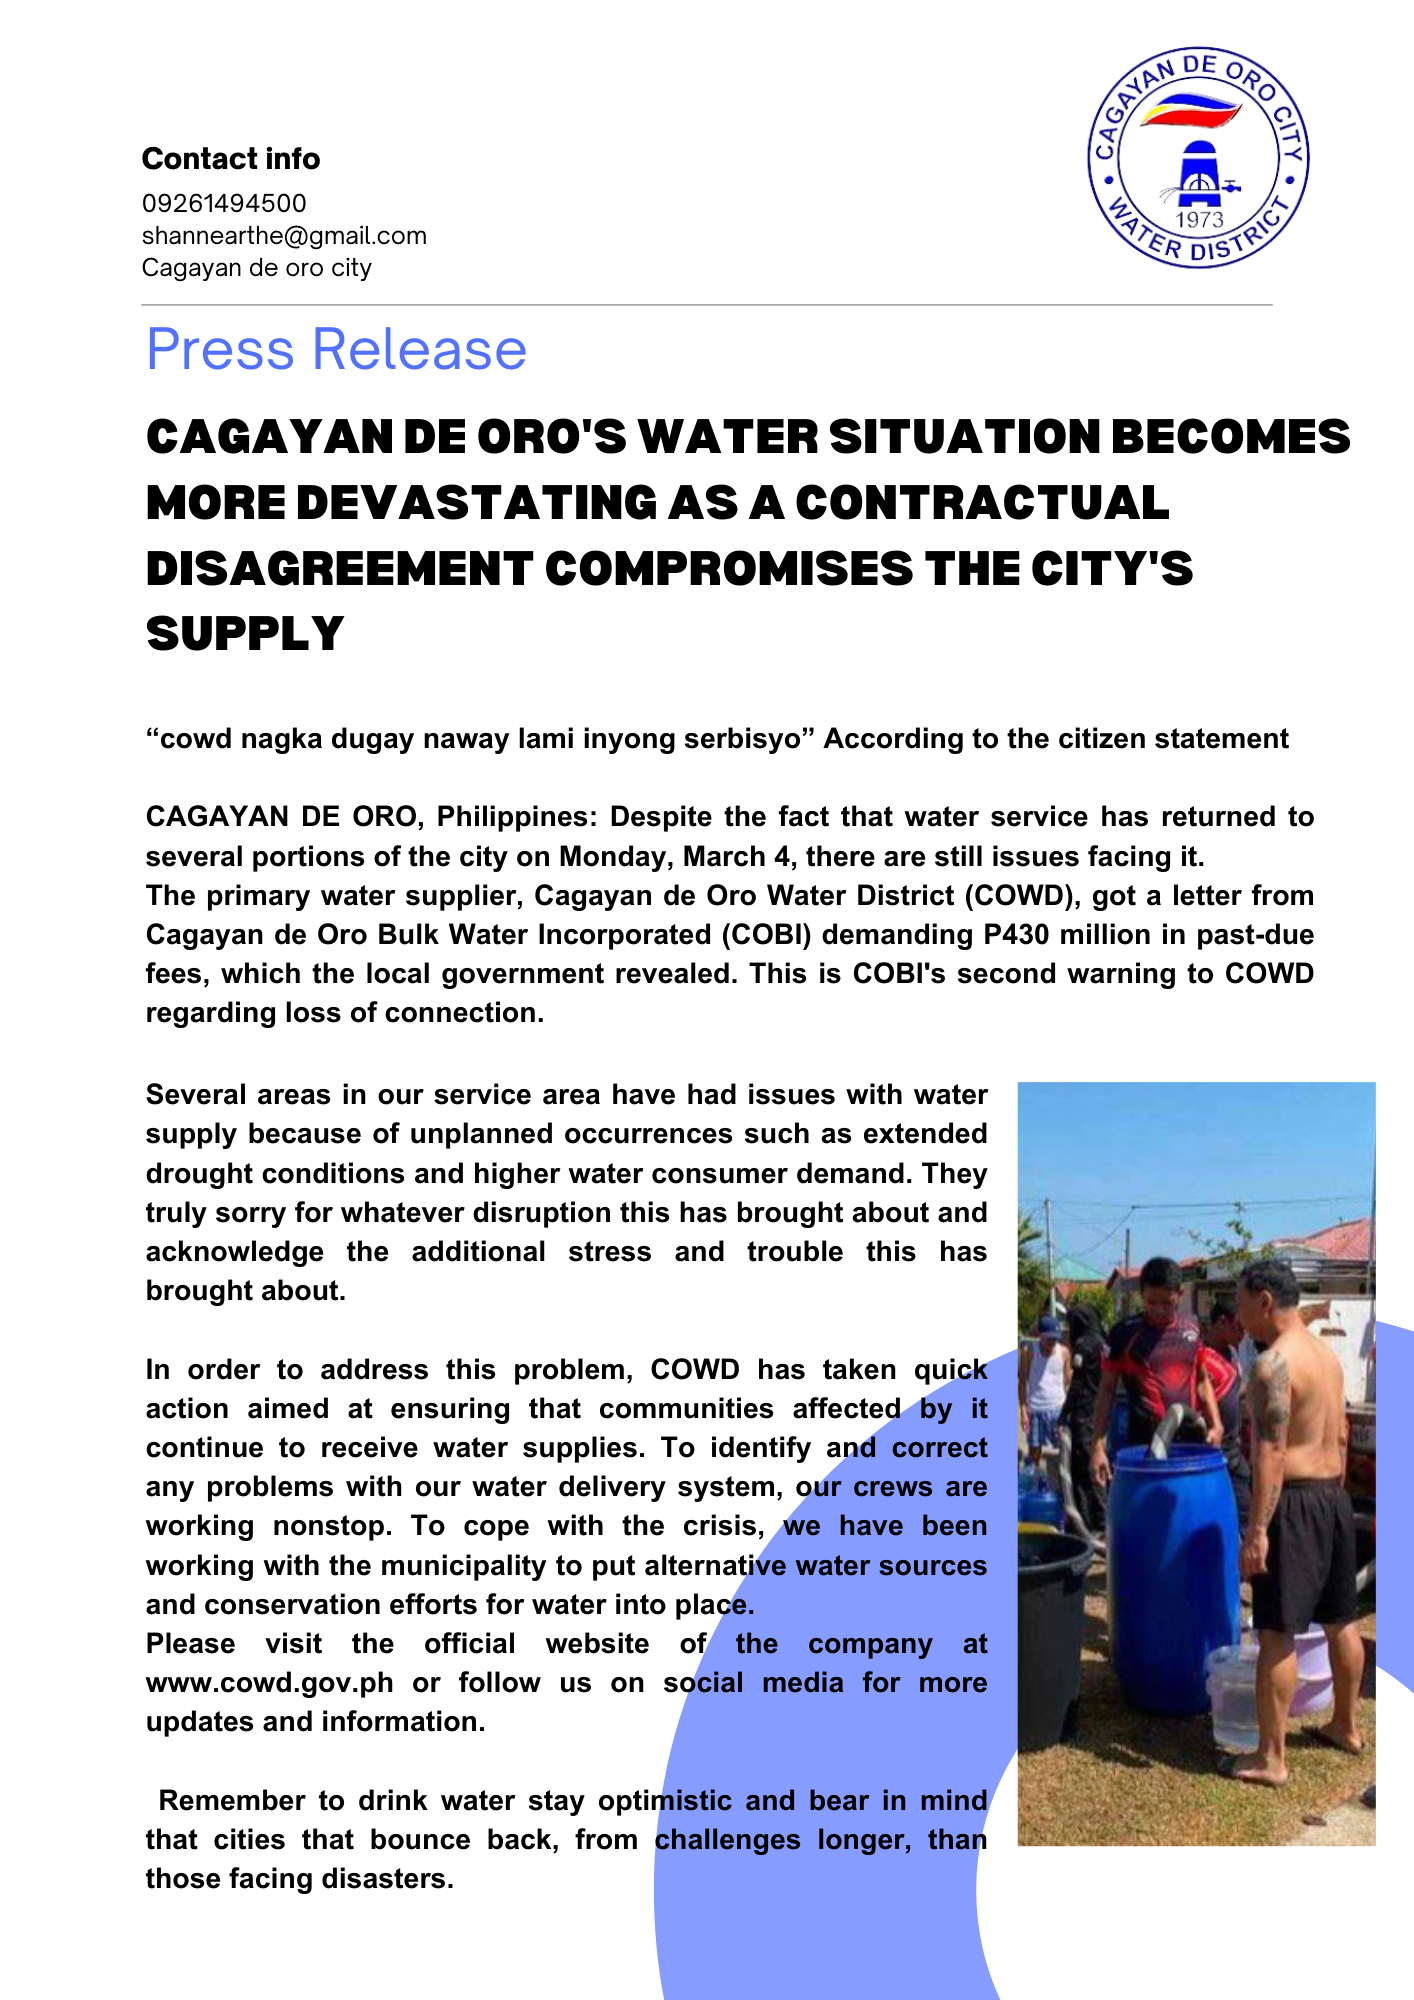 CAGAYAN DE ORO CITY
WATER DISTRICT
1973
Contact info
09261494500
shannearthe@gmail.com
Cagayan de oro city
Press Release
CAGAYAN DE ORO'S WATER SITUATION BECOMES
MORE DEVASTATING AS A CONTRACTUAL
DISAGREEMENT COMPROMISES THE CITY'S
SUPPLY
“cowd nagka dugay naway lami inyong serbisyo” According to the citizen statement
CAGAYAN DE ORO, Philippines: Despite the fact that water service has returned to
several portions of the city on Monday, March 4, there are still issues facing it.
The primary water supplier, Cagayan de Oro Water District (COWD), got a letter from
Cagayan de Oro Bulk Water Incorporated (COBI) demanding P430 million in past-due
fees, which the local government revealed. This is COBI's second warning to COWD
regarding loss of connection.
Several areas in our service area have had issues with water
supply because of unplanned occurrences such as extended
drought conditions and higher water consumer demand. They
truly sorry for whatever disruption this has brought about and
acknowledge the additional stress and trouble this has
brought about.
In order to address this problem, COWD has taken quick
action aimed at ensuring that communities affected by it
continue to receive water supplies. To identify and correct
any problems with our water delivery system, our crews are
working nonstop. To cope with the crisis, we have been
working with the municipality to put alternative water sources
and conservation efforts for water into place.
Please visit the official website of the company at
www.cowd.gov.ph or follow us on social media for more
updates and information.
Remember to drink water stay optimistic and bear in mind
that cities that bounce back, from challenges longer, than
those facing disasters.